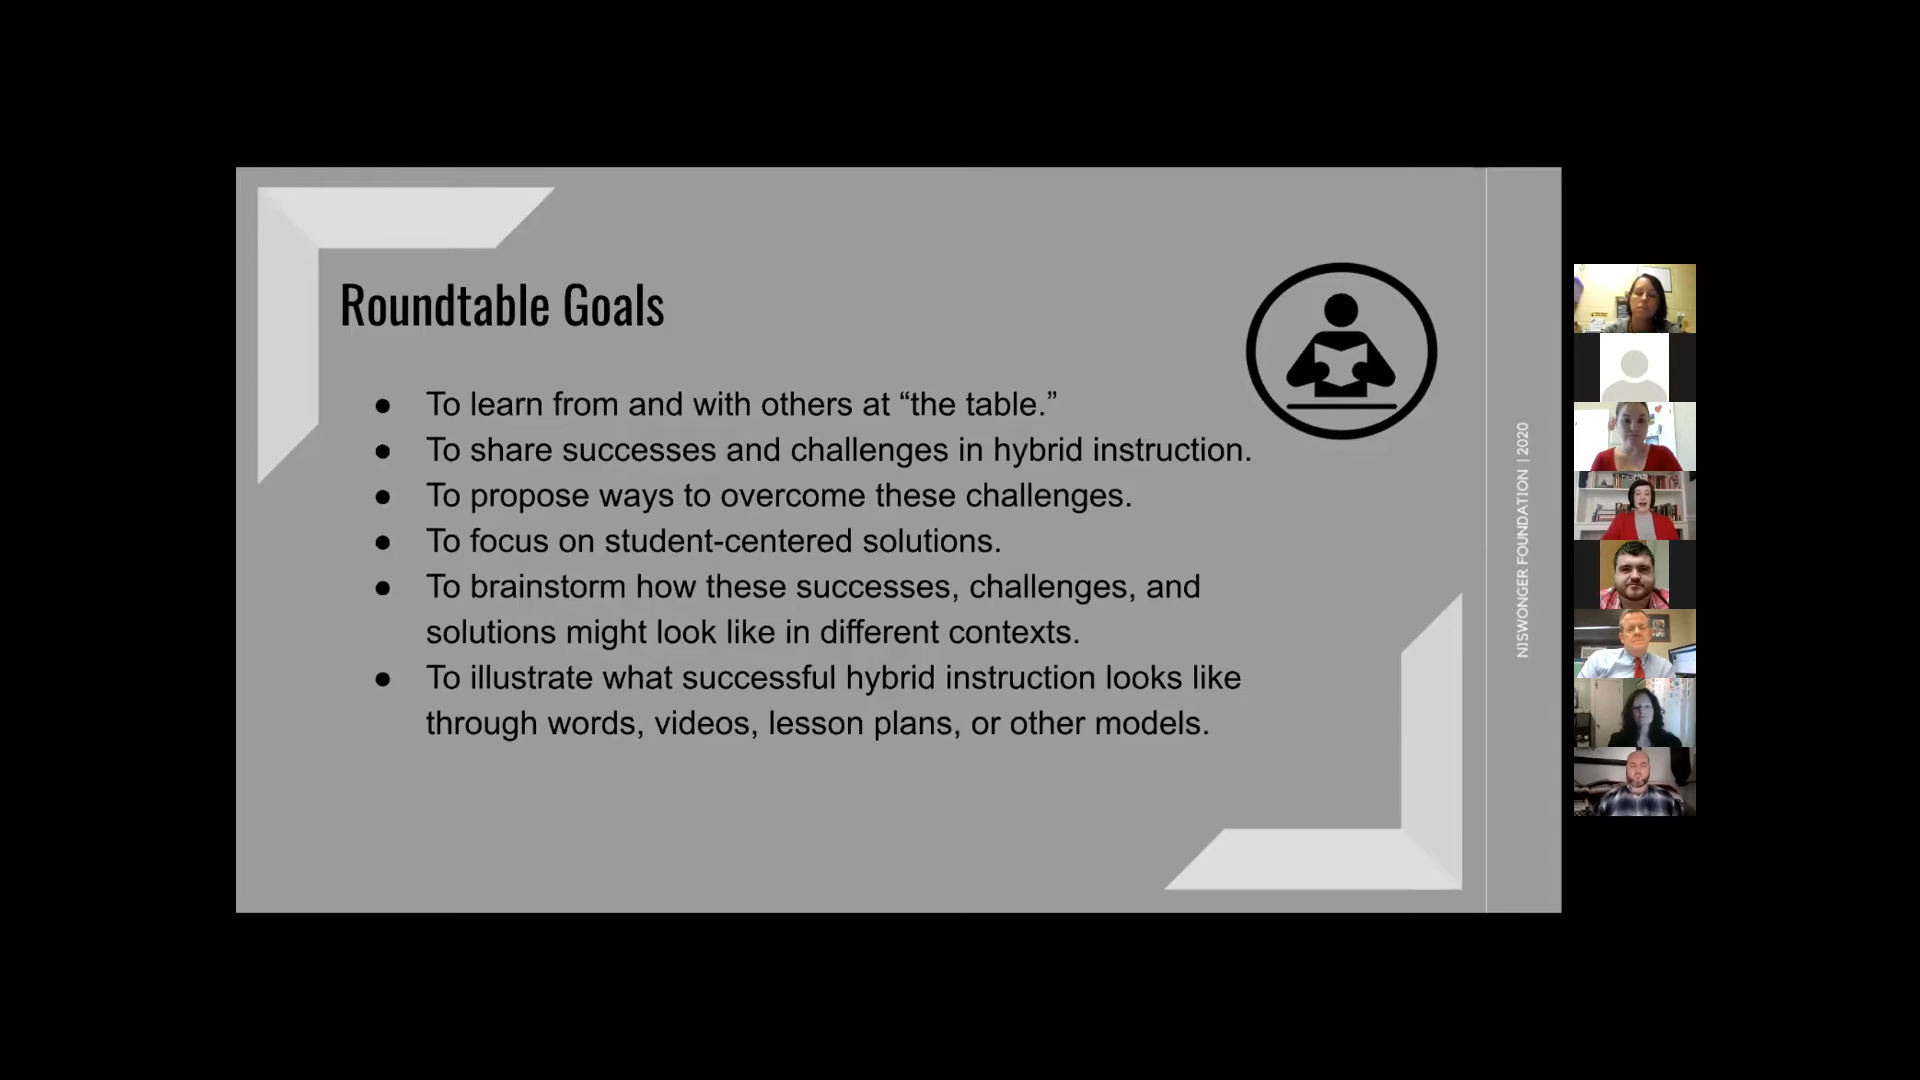 Roundtable Goals
● To learn from and with others at “the table.”
● To share successes and challenges in hybrid instruction.
● To propose ways to overcome these challenges.
● To focus on student-centered solutions.
● To brainstorm how these successes, challenges, and
solutions might look like in different contexts.
● To illustrate what successful hybrid instruction looks like
through words, videos, lesson plans, or other models.
NISWONGER FOUNDATION | 2020